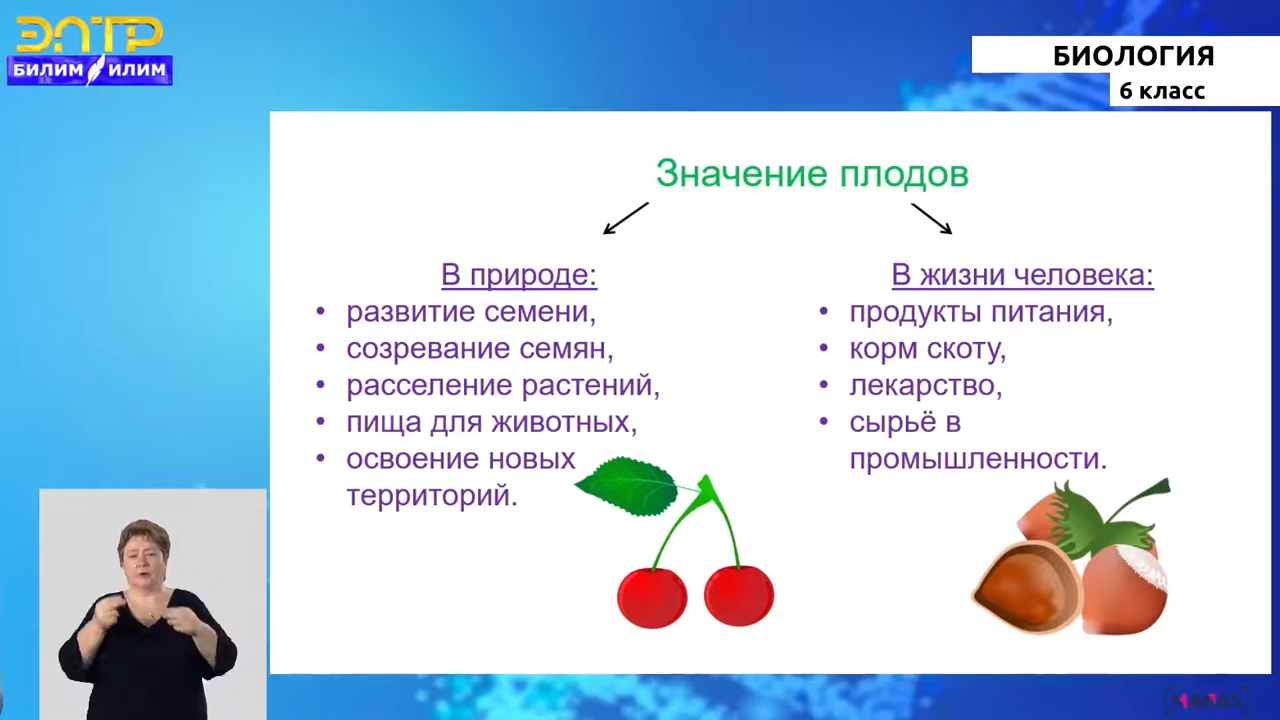 ЭЛТР
БИЛИМ ИЛИМ
БИОЛОГИЯ
6 класс
Значение плодов
В природе:
• развитие семени,
• созревание семян,
• расселение растений,
• пища для животных,
• освоение новых
территорий.
В жизни человека:
• продукты питания,
• корм скоту,
• лекарство,
• сырьё в
промышленности.
MANAS